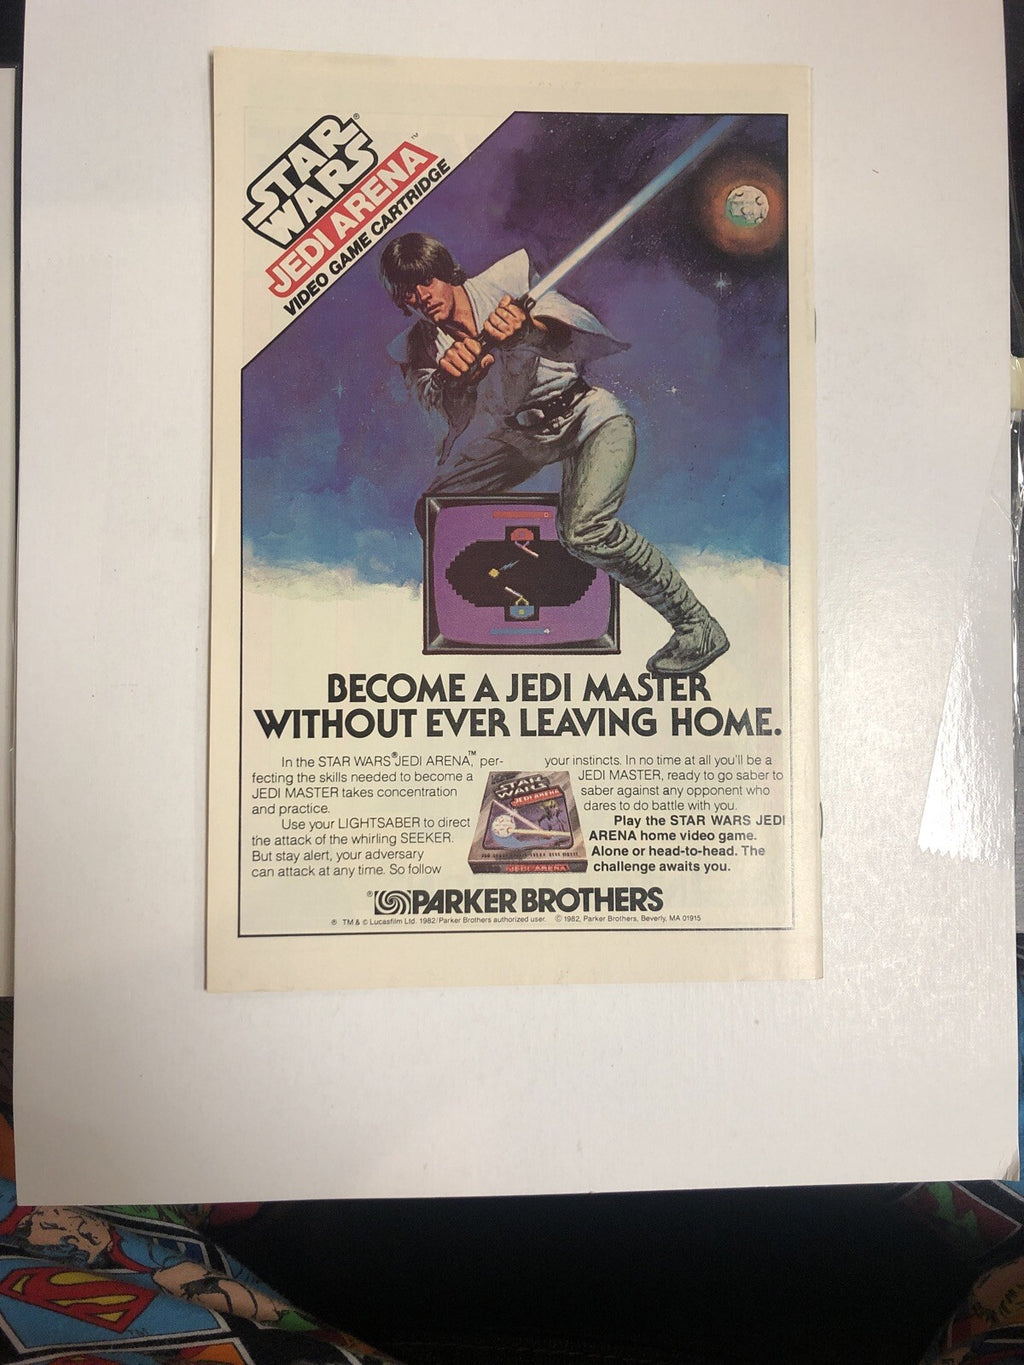 STAR®
WARS
JEDI ARENA™
VIDEO GAME CARTRIDGE
BECOME A JEDI MASTER
WITHOUT EVER LEAVING HOME.
In the STAR WARS® JEDI ARENA,™ per-
fecting the skills needed to become a
JEDI MASTER takes concentration
and practice.
Use your LIGHTSABER to direct
the attack of the whirling SEEKER.
But stay alert, your adversary
can attack at any time. So follow
your instincts. In no time at all you'll be a
JEDI MASTER, ready to go saber to
saber against any opponent who
dares to do battle with you.
Play the STAR WARS JEDI
ARENA home video game.
Alone or head-to-head. The
challenge awaits you.
STAR
WARS
JEDI ARENA
JEDI ARENA
® PARKER BROTHERS
® TM & © Lucasfilm Ltd. 1982/Parker Brothers authorized user. © 1982, Parker Brothers, Beverly, MA 01915